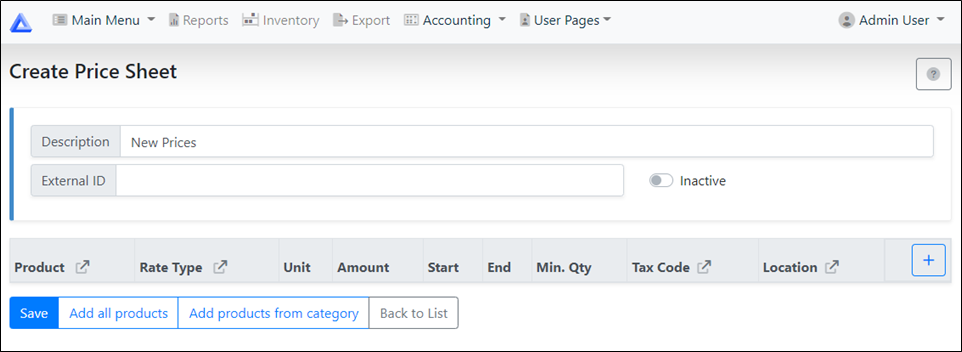 Main Menu Reports Inventory Export Accounting User Pages Admin User
Create Price Sheet
?
Description New Prices
External ID Inactive
Product Rate Type Unit Amount Start End Min. Qty Tax Code Location +
Save Add all products Add products from category Back to List